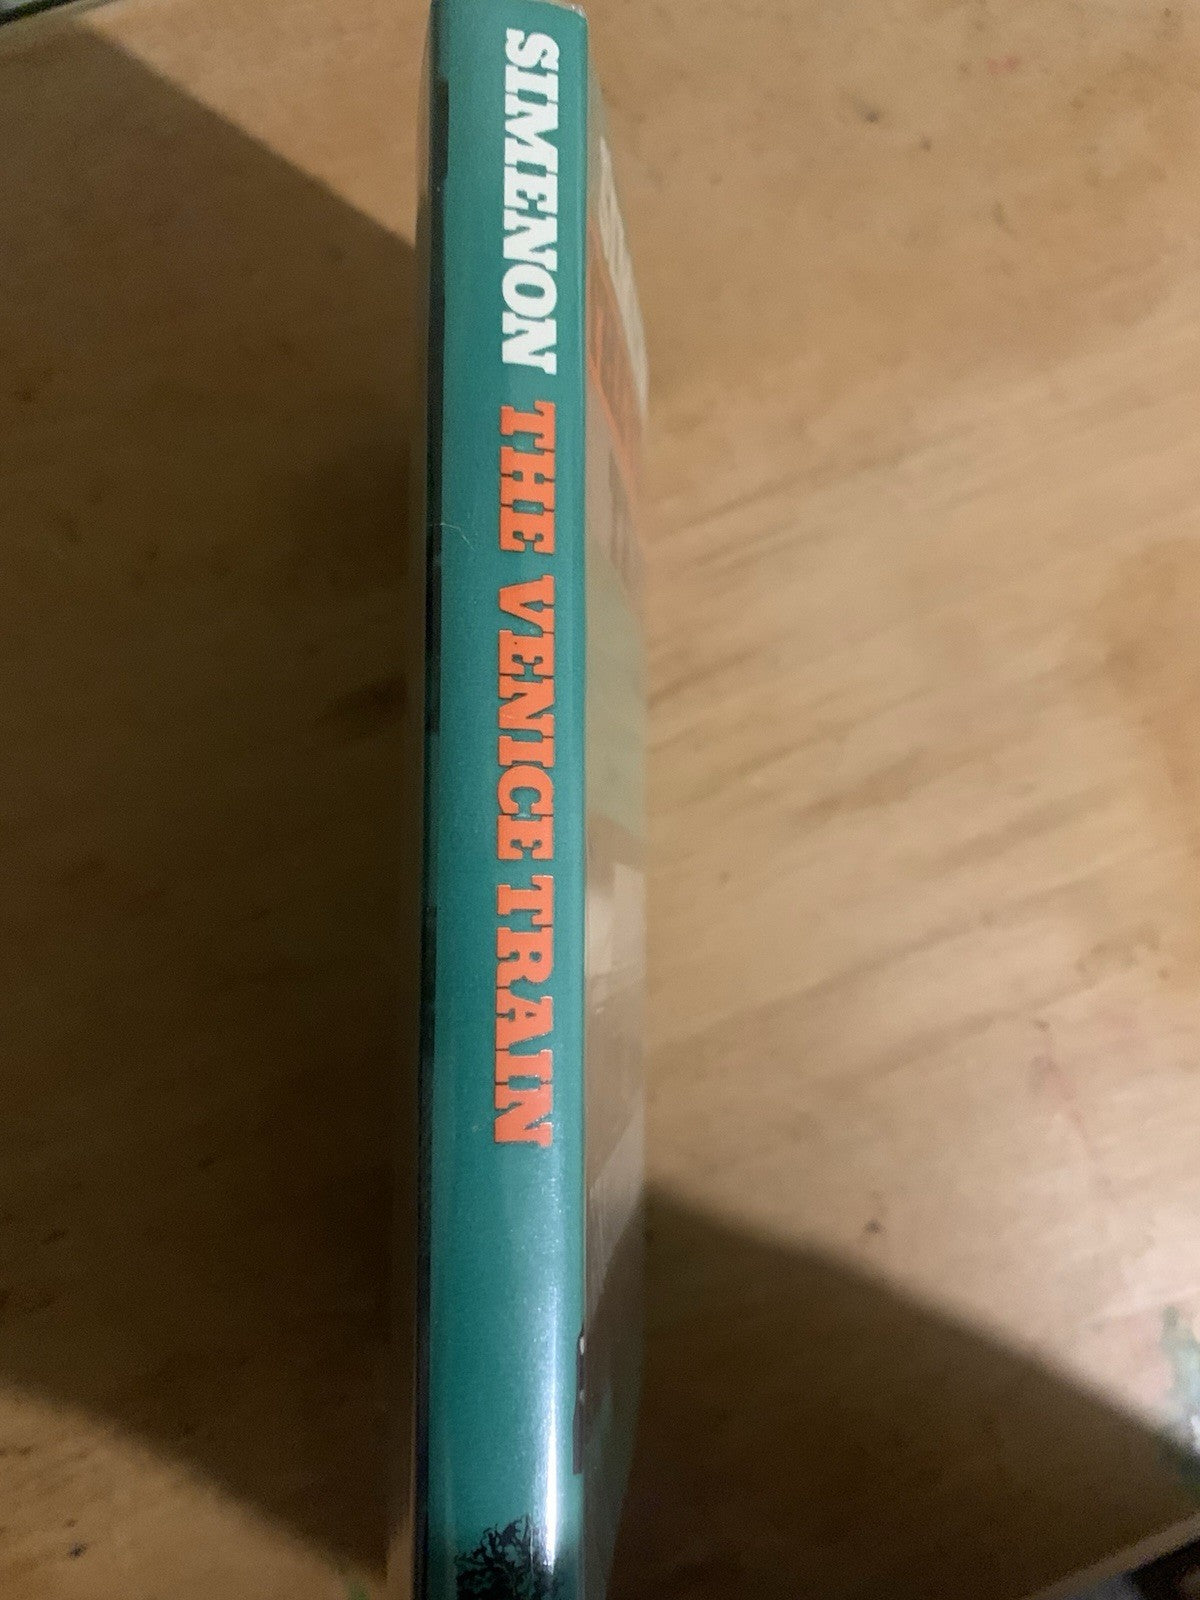 SIMENON THE VENICE TRAIN